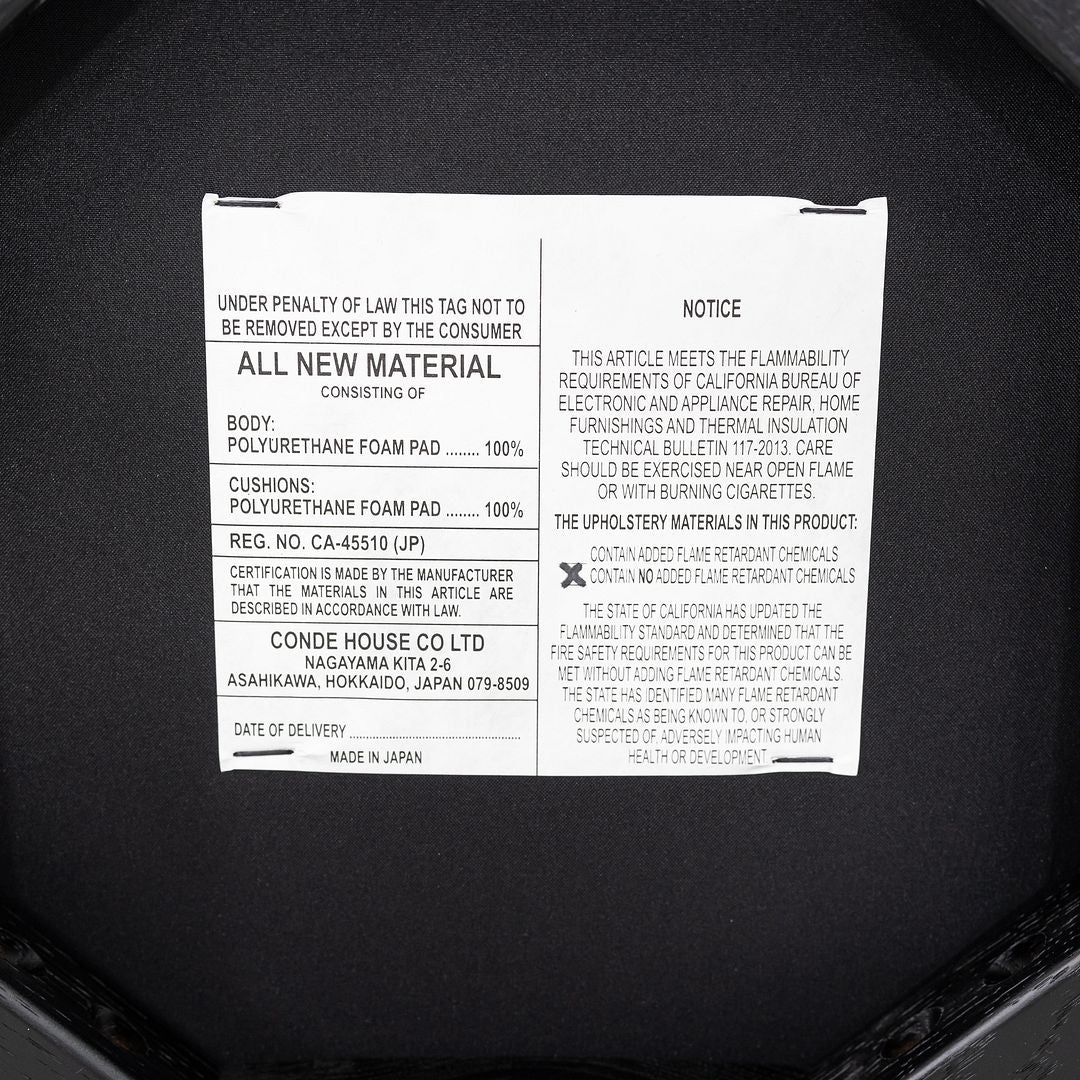 UNDER PENALTY OF LAW THIS TAG NOT TO
BE REMOVED EXCEPT BY THE CONSUMER
ALL NEW MATERIAL
CONSISTING OF
BODY:
POLYURETHANE FOAM PAD ........ 100%
CUSHIONS:
POLYURETHANE FOAM PAD ........ 100%
REG. NO. CA-45510 (JP)
CERTIFICATION IS MADE BY THE MANUFACTURER
THAT THE MATERIALS IN THIS ARTICLE ARE
DESCRIBED IN ACCORDANCE WITH LAW.
CONDE HOUSE CO LTD
NAGAYAMA KITA 2-6
ASAHIKAWA, HOKKAIDO, JAPAN 079-8509
DATE OF DELIVERY ..................................................
MADE IN JAPAN
NOTICE
THIS ARTICLE MEETS THE FLAMMABILITY
REQUIREMENTS OF CALIFORNIA BUREAU OF
ELECTRONIC AND APPLIANCE REPAIR, HOME
FURNISHINGS AND THERMAL INSULATION
TECHNICAL BULLETIN 117-2013. CARE
SHOULD BE EXERCISED NEAR OPEN FLAME
OR WITH BURNING CIGARETTES.
THE UPHOLSTERY MATERIALS IN THIS PRODUCT:
CONTAIN ADDED FLAME RETARDANT CHEMICALS
X CONTAIN NO ADDED FLAME RETARDANT CHEMICALS
THE STATE OF CALIFORNIA HAS UPDATED THE
FLAMMABILITY STANDARD AND DETERMINED THAT THE
FIRE SAFETY REQUIREMENTS FOR THIS PRODUCT CAN BE
MET WITHOUT ADDING FLAME RETARDANT CHEMICALS.
THE STATE HAS IDENTIFIED MANY FLAME RETARDANT
CHEMICALS AS BEING KNOWN TO, OR STRONGLY
SUSPECTED OF, ADVERSELY IMPACTING HUMAN
HEALTH OR DEVELOPMENT.